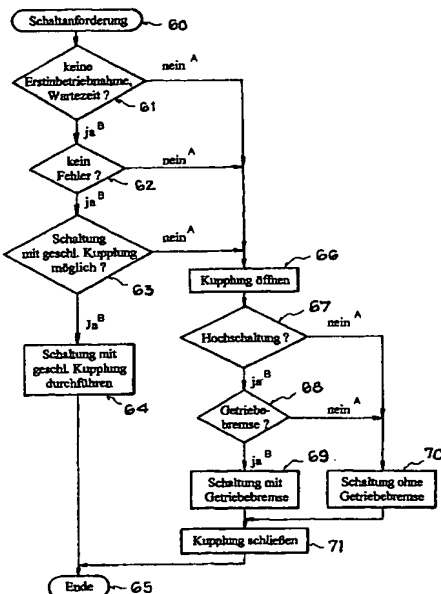 Schaltanforderung
60
keine
Erstinbetriebnahme,
Wartezeit ?
nein A
61
ja B
kein
Fehler ?
nein A
62
ja B
Schaltung
mit geschl. Kupplung
möglich ?
nein A
63
66
Kupplung öffnen
67
Hochschaltung ?
nein A
Ja B
ja B
68
Schaltung mit
geschl. Kupplung
durchführen
64
Getriebe-
bremse ?
nein A
ja B
69
70
Schaltung mit
Getriebebremse
Schaltung ohne
Getriebebremse
Kupplung schließen
71
Ende
65